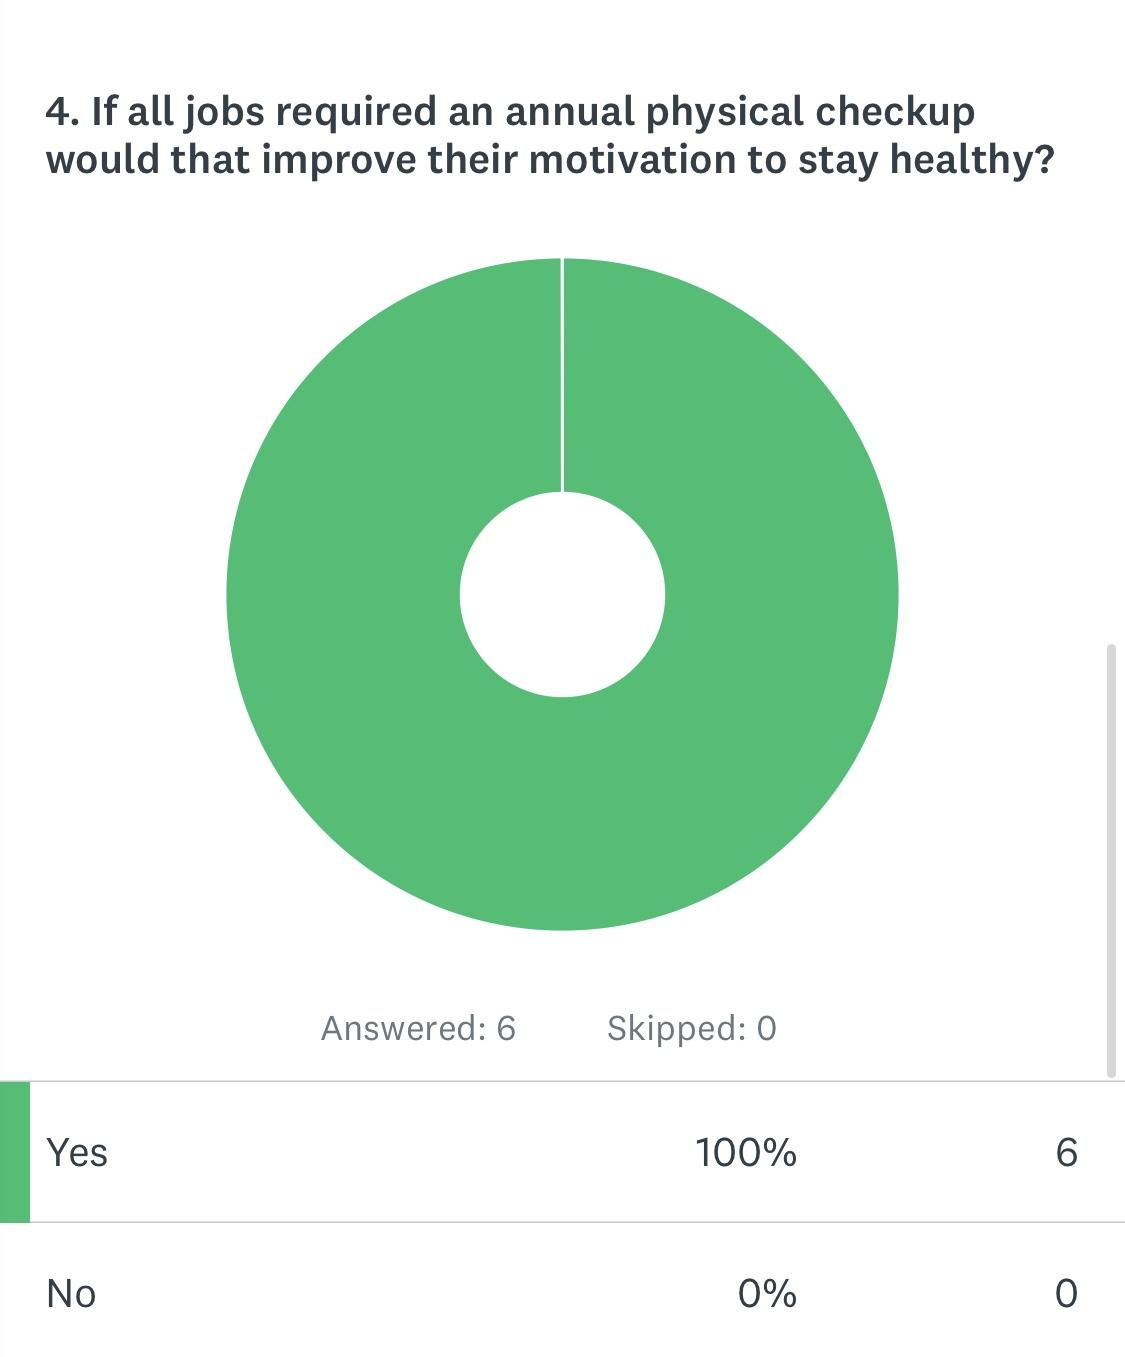 4. If all jobs required an annual physical checkup
would that improve their motivation to stay healthy?
Answered: 6 Skipped: 0
Yes 100% 6
No 0% 0